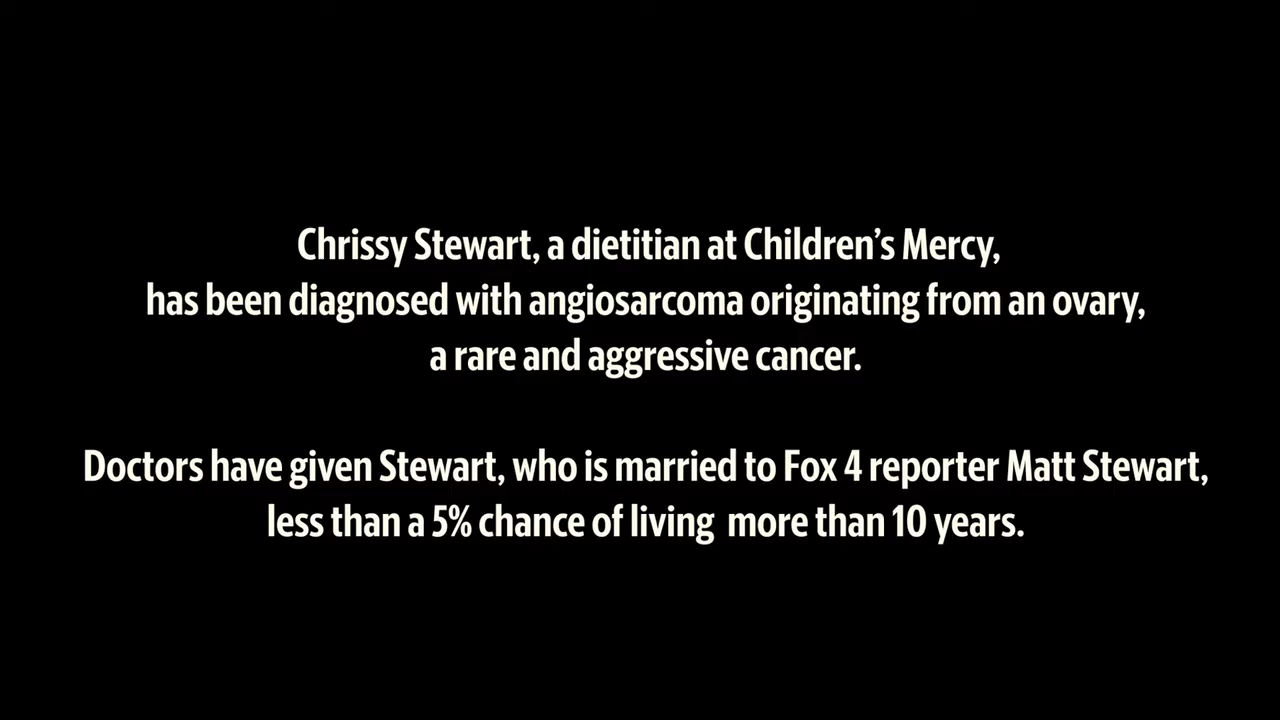 Chrissy Stewart, a dietitian at Children’s Mercy,
has been diagnosed with angiosarcoma originating from an ovary,
a rare and aggressive cancer.
Doctors have given Stewart, who is married to Fox 4 reporter Matt Stewart,
less than a 5% chance of living  more than 10 years.